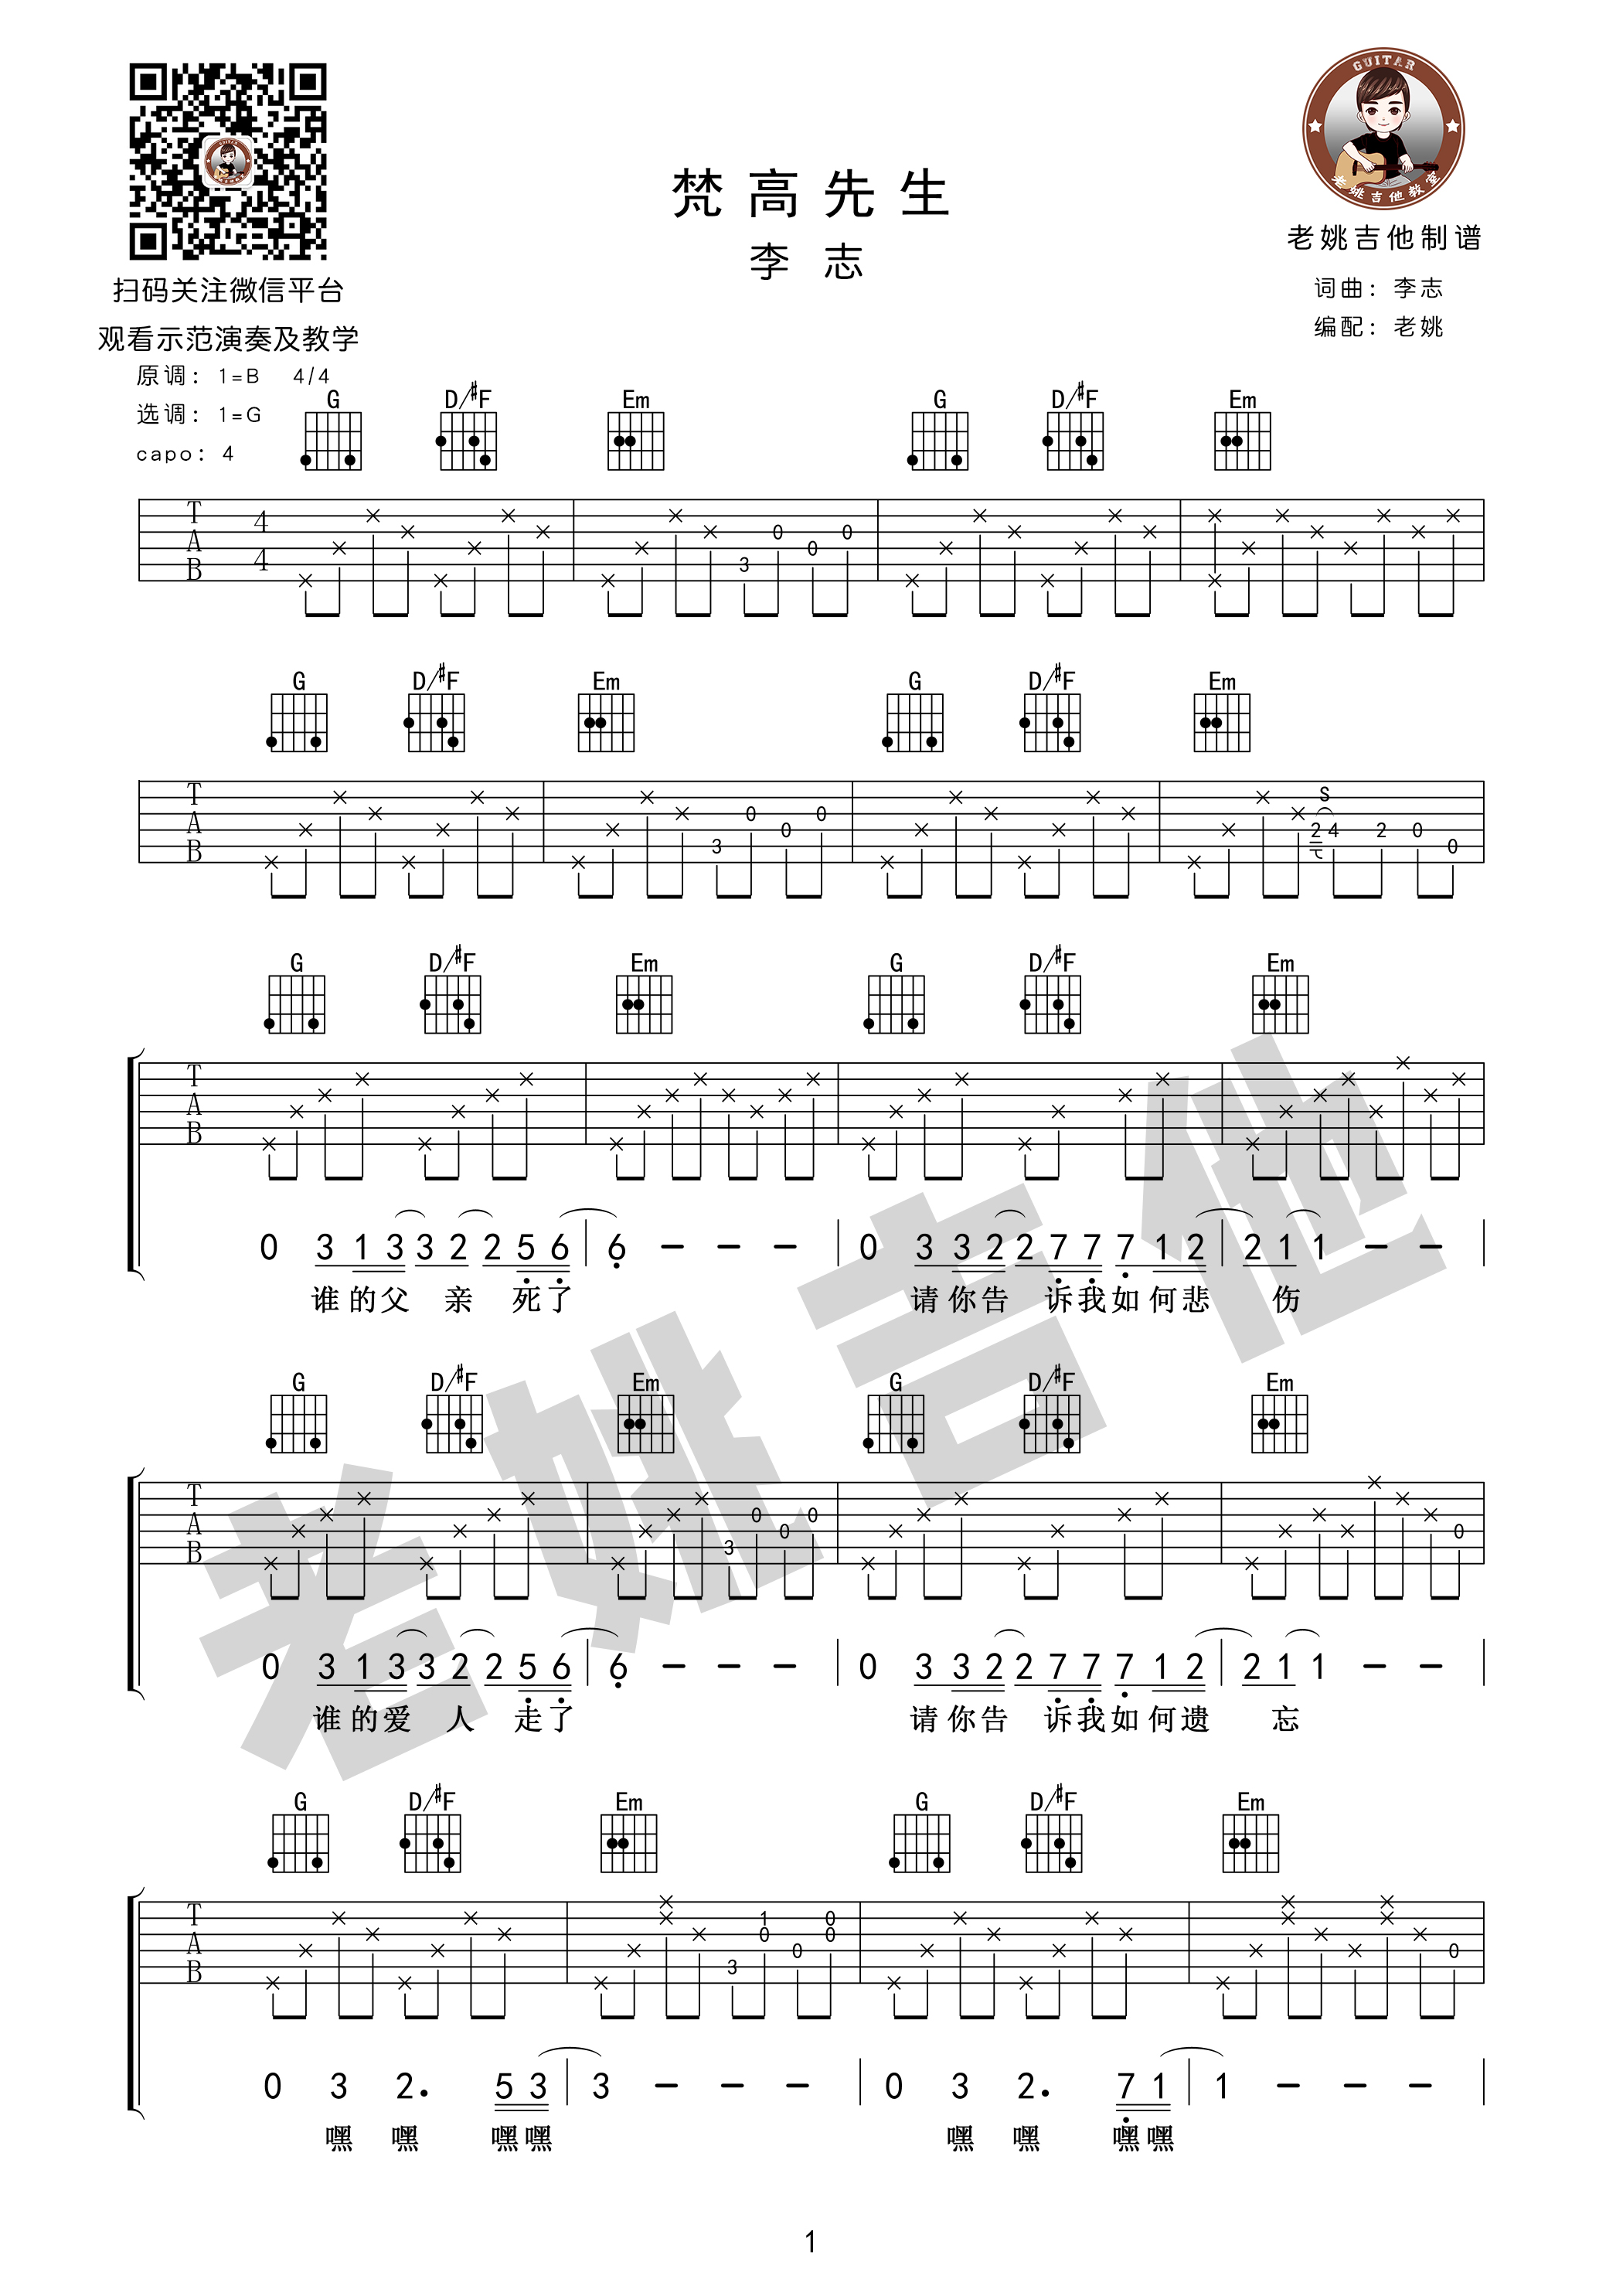 GUITAR
老姚吉他教室
梵高先生
李志
老姚吉他制谱
扫码关注微信平台
词曲：李志
观看示范演奏及教学
编配：老姚
原调：1=B 4/4
选调：1=G
capo：4
G D/#F Em G D/#F Em
T A B 4 4 3 0 0 0
G D/#F Em G D/#F Em
T A B 3 0 0 0 S 2 4 2 0 0
G D/#F Em G D/#F Em
T A B
0 3 1 3 3 2 2 5 6 | 6 - - - | 0 3 3 2 2 7 7 7 1 2 | 2 1 1 - - |
谁的父 亲 死了 请你告 诉我如何悲 伤
G D/#F Em G D/#F Em
T A B 3 0 0 0 0
0 3 1 3 3 2 2 5 6 | 6 - - - | 0 3 3 2 2 7 7 7 1 2 | 2 1 1 - - |
谁的爱 人 走了 请你告 诉我如何遗 忘
G D/#F Em G D/#F Em
T A B 3 1 0 0 0 0 0
0 3 2. 5 3 | 3 - - - | 0 3 2. 7 1 | 1 - - - |
嘿 嘿 嘿嘿 嘿 嘿 嘿嘿
老姚吉他
1